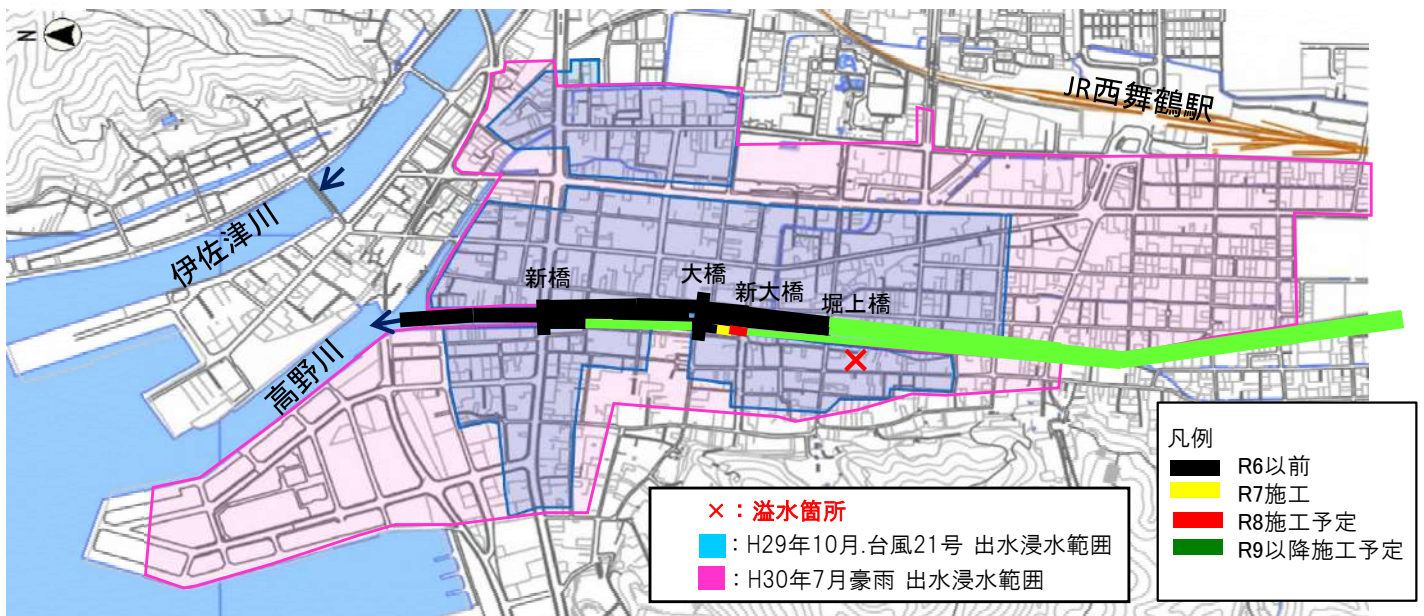 N
JR西舞鶴駅
伊佐津川
新橋
大橋
新大橋
堀上橋
高野川
凡例
R6以前
R7施工
R8施工予定
R9以降施工予定
×:溢水箇所
:H29年10月.台風21号 出水浸水範囲
:H30年7月豪雨 出水浸水範囲